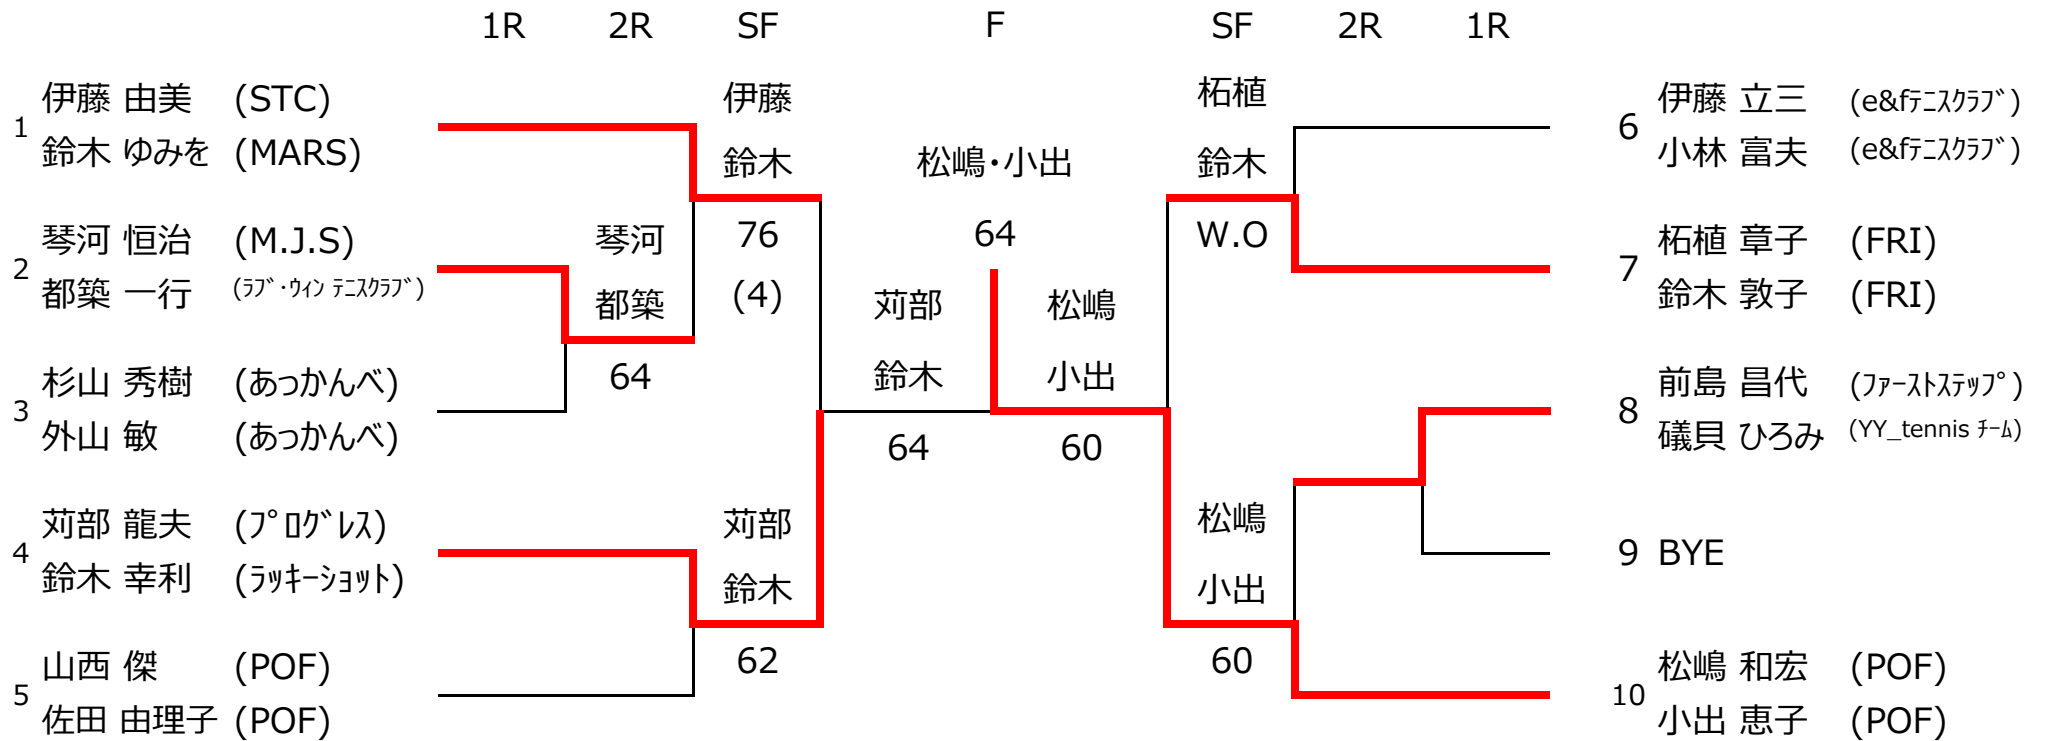 1R 2R SF F SF 2R 1R
1 伊藤 由美 (STC)
鈴木 ゆみを (MARS)
2 琴河 恒治 (M.J.S)
都築 一行 (ﾗﾌﾞ・ｳｨﾝ ﾃﾆｽｸﾗﾌﾞ)
3 杉山 秀樹 (あっかんべ)
外山 敏 (あっかんべ)
4 苅部 龍夫 (ﾌﾟﾛｸﾞﾚｽ)
鈴木 幸利 (ﾗｯｷｰｼｮｯﾄ)
5 山西 傑 (POF)
佐田 由理子 (POF)
琴河
都築
64
伊藤
鈴木
76
(4)
苅部
鈴木
62
苅部
鈴木
64
松嶋・小出
64
松嶋
小出
60
柘植
鈴木
W.O
松嶋
小出
60
6 伊藤 立三 (e&fﾃﾆｽｸﾗﾌﾞ)
小林 富夫 (e&fﾃﾆｽｸﾗﾌﾞ)
7 柘植 章子 (FRI)
鈴木 敦子 (FRI)
8 前島 昌代 (ﾌｧｰｽﾄｽﾃｯﾌﾟ)
礒貝 ひろみ (YY_tennis ﾁｰﾑ)
9 BYE
10 松嶋 和宏 (POF)
小出 恵子 (POF)